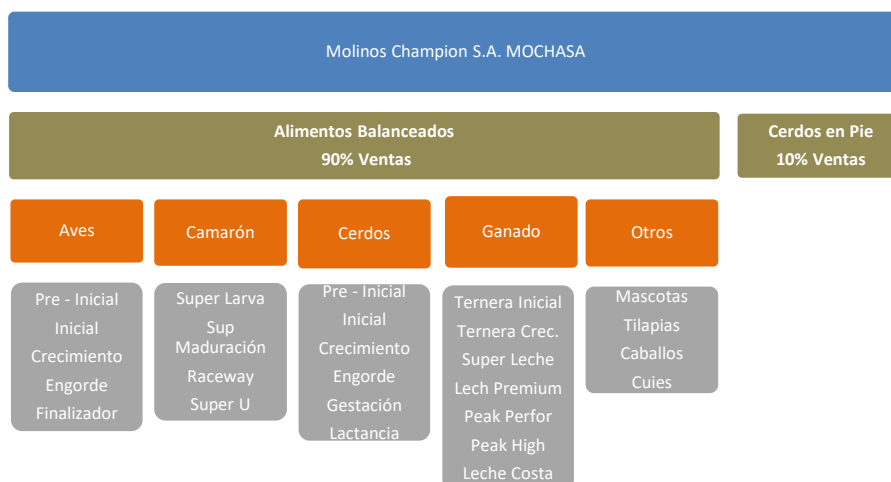 Molinos Champion S.A. MOCHASA
Alimentos Balanceados
90% Ventas
Cerdos en Pie
10% Ventas
Aves
Camarón
Cerdos
Ganado
Otros
Pre - Inicial
Inicial
Crecimiento
Engorde
Finalizador
Super Larva
Sup
Maduración
Raceway
Super U
Pre - Inicial
Inicial
Crecimiento
Engorde
Gestación
Lactancia
Ternera Inicial
Ternera Crec.
Super Leche
Lech Premium
Peak Perfor
Peak High
Leche Costa
Mascotas
Tilapias
Caballos
Cuies